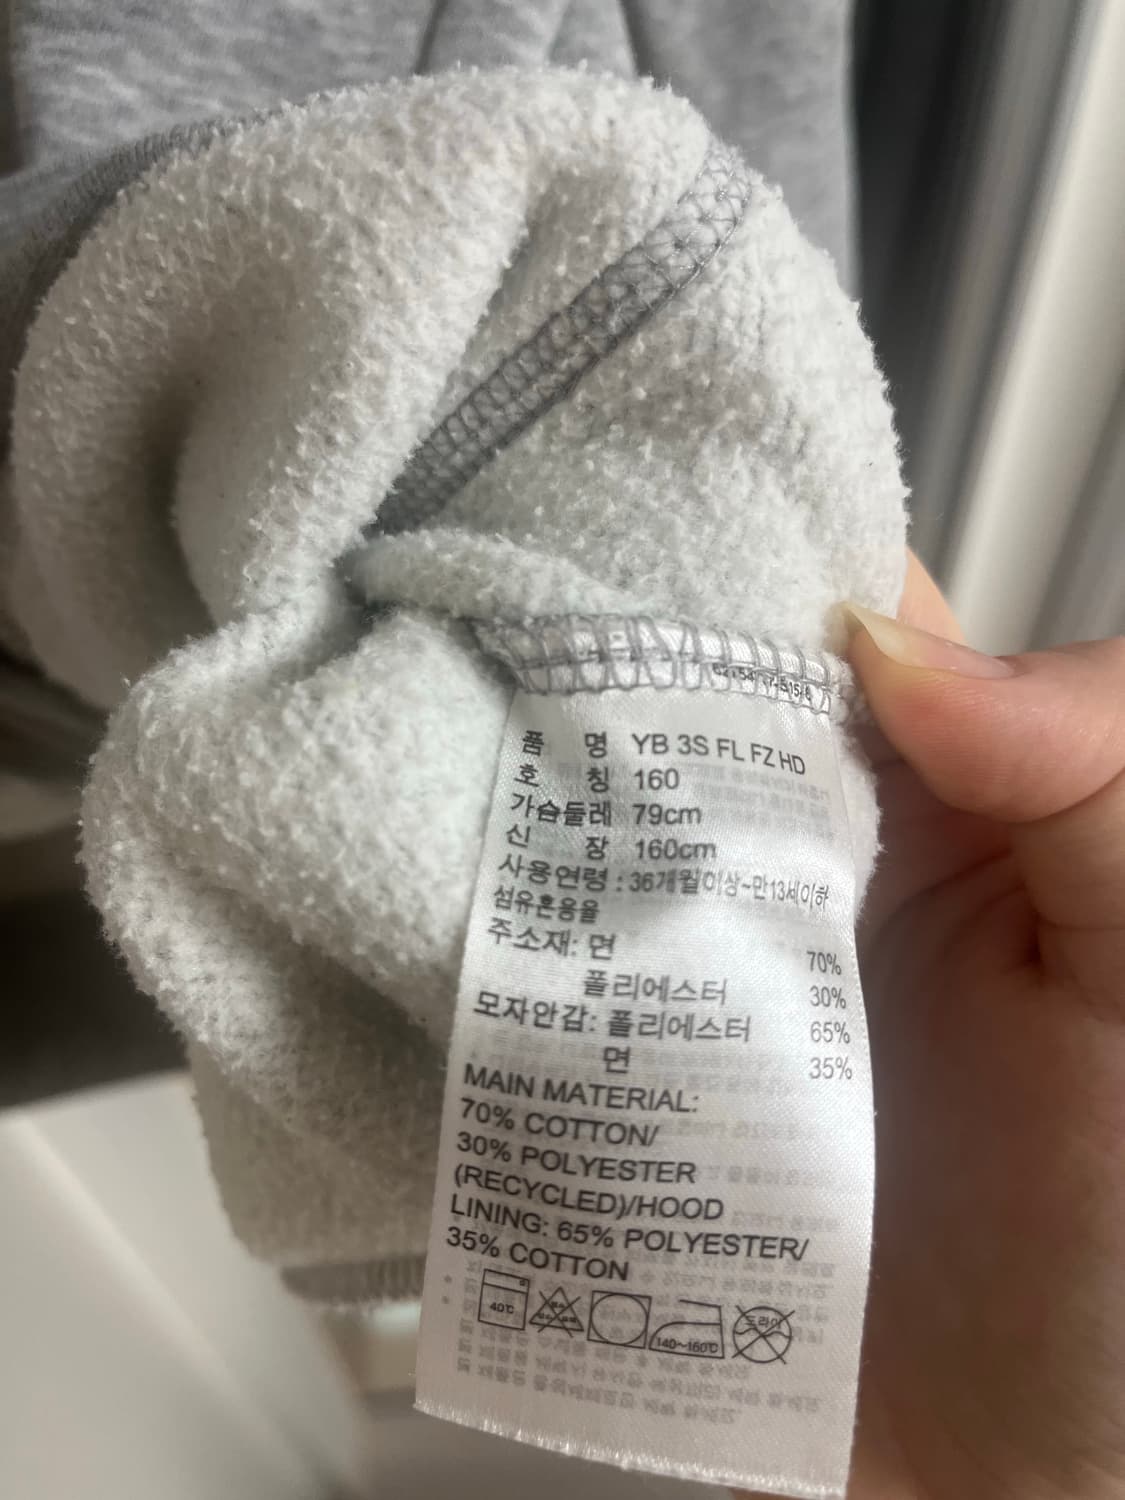 품 명 YB 3S FL FZ HD
호 칭 160
가슴둘레 79cm
신 장 160cm
사용연령 : 36개월이상~만13세이하
섬유혼용율
주소재: 면 70%
폴리에스터 30%
모자안감: 폴리에스터 65%
면 35%
MAIN MATERIAL:
70% COTTON/
30% POLYESTER
(RECYCLED)/HOOD
LINING: 65% POLYESTER/
35% COTTON
40℃ 140~160℃ 드라이